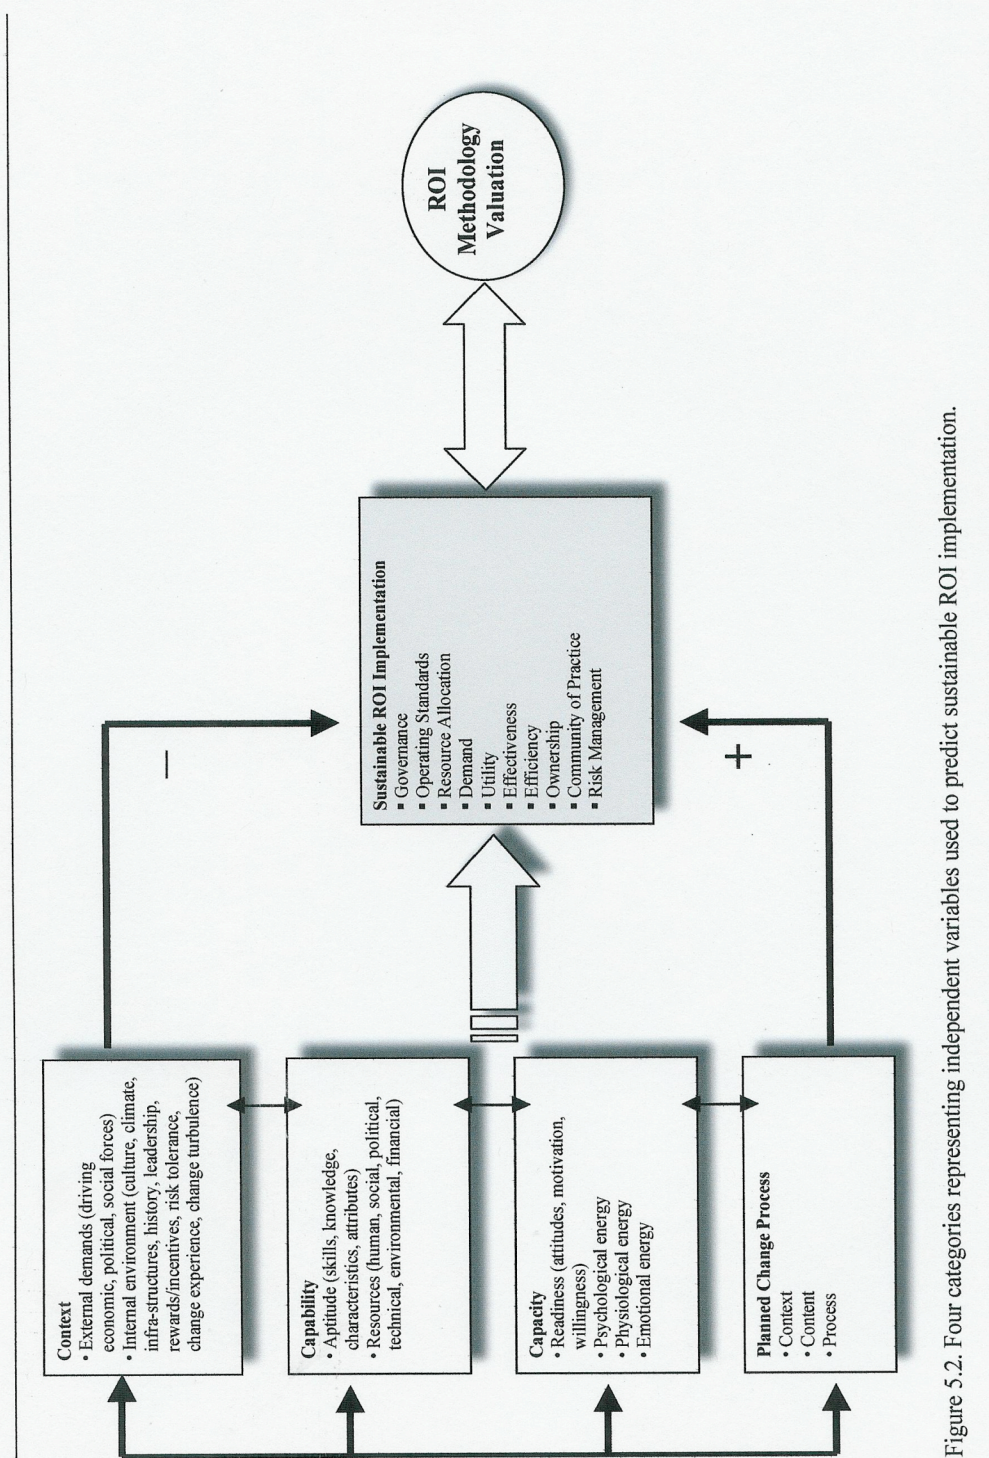 Context
• External demands (driving
economic, political, social forces)
• Internal environment (culture, climate,
infra-structures, history, leadership,
rewards/incentives, risk tolerance,
change experience, change turbulence)
Capability
• Aptitude (skills, knowledge,
characteristics, attributes)
• Resources (human, social, political,
technical, environmental, financial)
Capacity
• Readiness (attitudes, motivation,
willingness)
• Psychological energy
• Physiological energy
• Emotional energy
Planned Change Process
• Context
• Content
• Process
–
+
Sustainable ROI Implementation
▪ Governance
▪ Operating Standards
▪ Resource Allocation
▪ Demand
▪ Utility
▪ Effectiveness
▪ Efficiency
▪ Ownership
▪ Community of Practice
▪ Risk Management
ROI
Methodology
Valuation
Figure 5.2. Four categories representing independent variables used to predict sustainable ROI implementation.